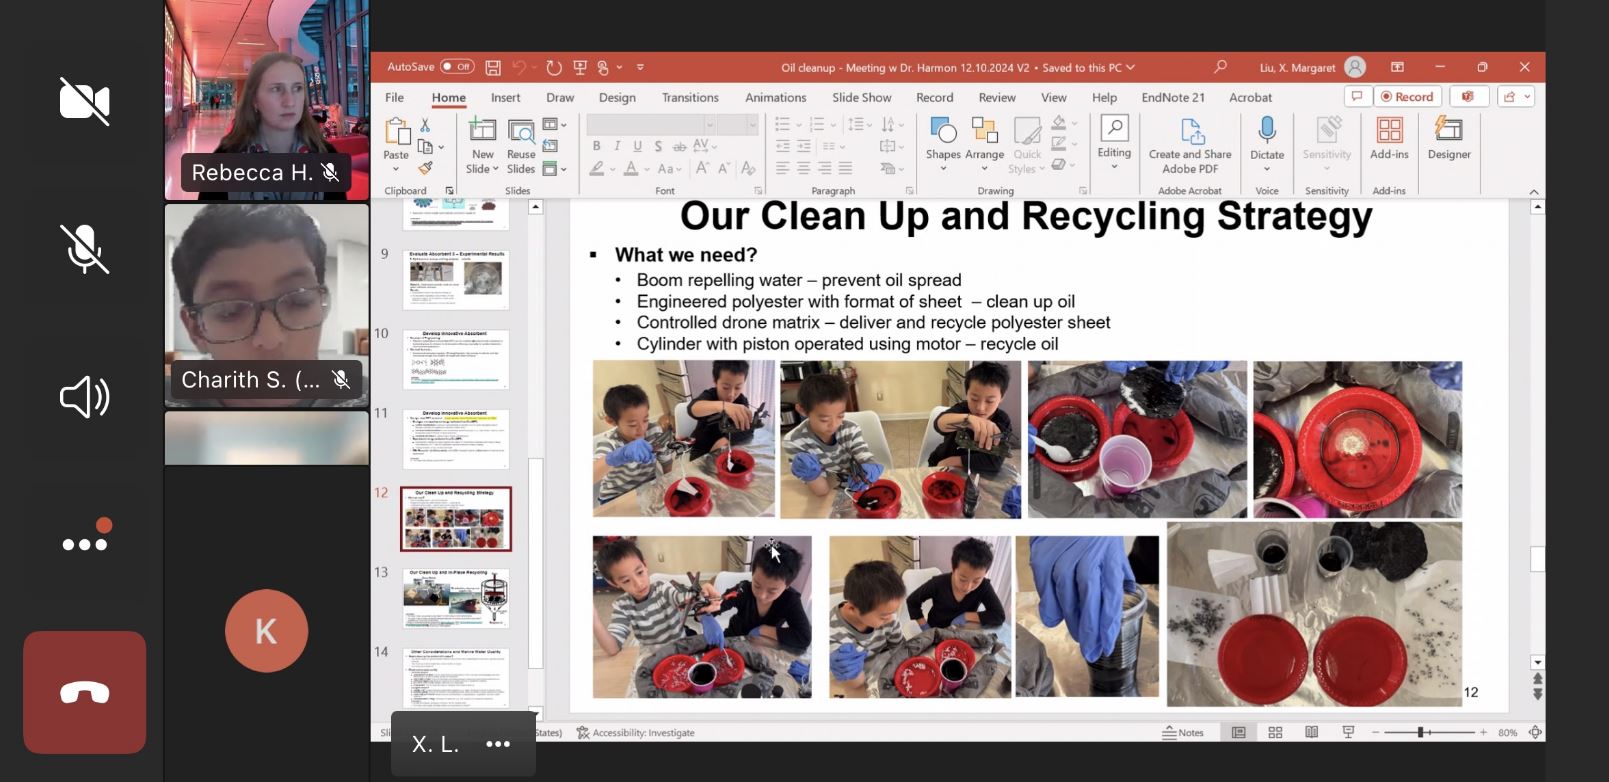 Rebecca H.
Charith S. (...
K
X. L.
AutoSave Off
Oil cleanup - Meeting w Dr. Harmon 12.10.2024 V2 • Saved to this PC
Liu, X. Margaret
File Home Insert Draw Design Transitions Animations Slide Show Record Review View Help EndNote 21 Acrobat
Record
Paste
New Slide
Reuse Slides
B I U S ab AV
Aa A A
Shapes Arrange Quick Styles
Editing
Create and Share Adobe PDF
Dictate
Sensitivity
Add-ins
Designer
Clipboard Slides Font Paragraph Drawing Adobe Acrobat Voice Sensitivity Add-ins
9
Evaluate Absorbent 3 – Experimental Results
10
Develop Innovative Absorbent
11
Develop Innovative Absorbent
12
Our Clean Up and Recycling Strategy
13
Our Clean Up and In-Place Recycling
14
Other Considerations and Marine Water Quality
Our Clean Up and Recycling Strategy
▪ What we need?
• Boom repelling water – prevent oil spread
• Engineered polyester with format of sheet – clean up oil
• Controlled drone matrix – deliver and recycle polyester sheet
• Cylinder with piston operated using motor – recycle oil
12
States)
Accessibility: Investigate
Notes
80%